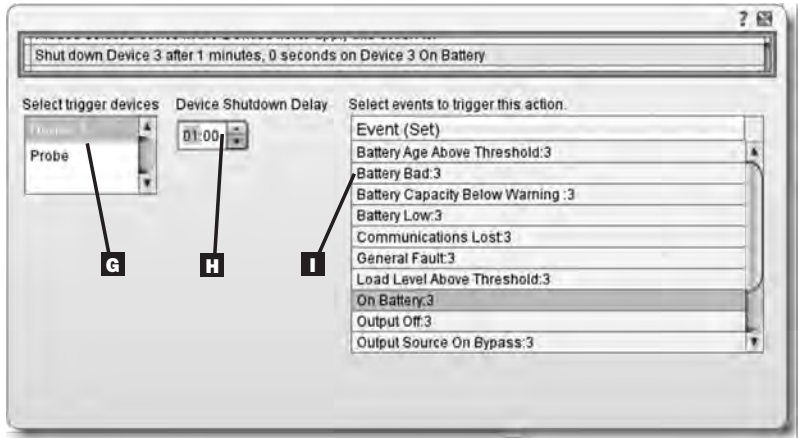 ?
Shut down Device 3 after 1 minutes, 0 seconds on Device 3 On Battery
Select trigger devices
Probe
Device Shutdown Delay
01:00
Select events to trigger this action.
Event (Set)
Battery Age Above Threshold:3
Battery Bad:3
Battery Capacity Below Warning :3
Battery Low:3
Communications Lost:3
General Fault:3
Load Level Above Threshold:3
On Battery:3
Output Off:3
Output Source On Bypass:3
G
H
I